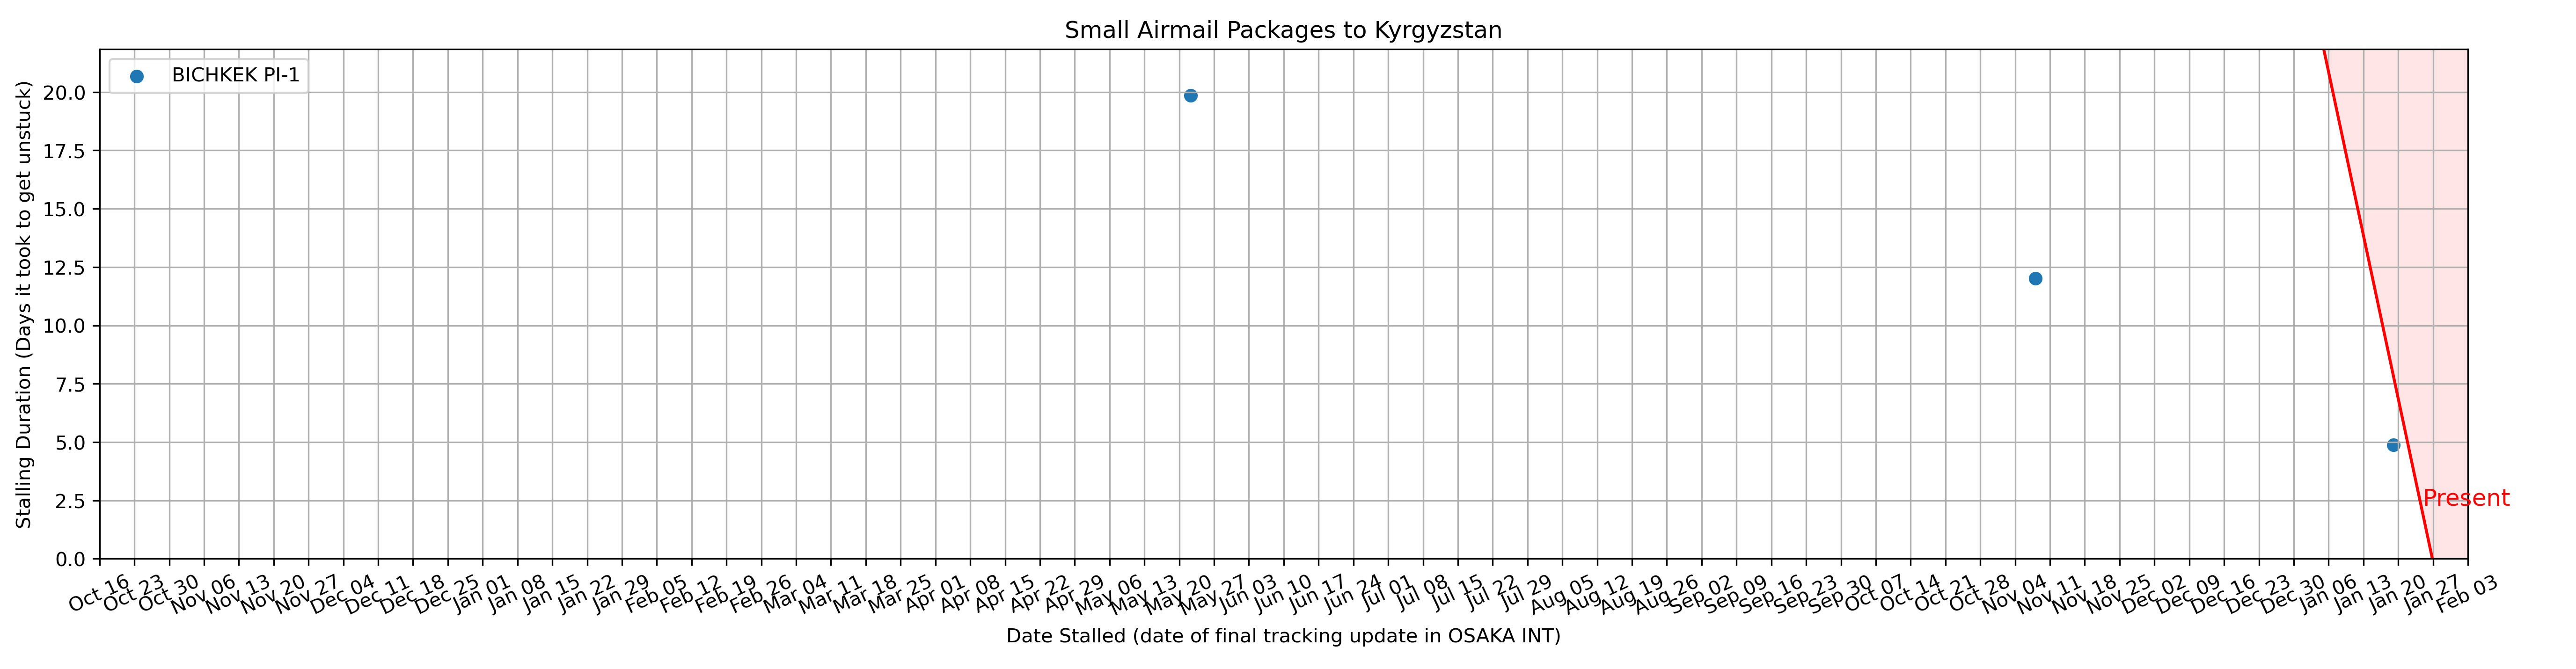 Small Airmail Packages to Kyrgyzstan
BICHKEK PI-1
Stalling Duration (Days it took to get unstuck)
20.0
17.5
15.0
12.5
10.0
7.5
5.0
2.5
0.0
Present
Oct 16
Oct 23
Oct 30
Nov 06
Nov 13
Nov 20
Nov 27
Dec 04
Dec 11
Dec 18
Dec 25
Jan 01
Jan 08
Jan 15
Jan 22
Jan 29
Feb 05
Feb 12
Feb 19
Feb 26
Mar 04
Mar 11
Mar 18
Mar 25
Apr 01
Apr 08
Apr 15
Apr 22
Apr 29
May 06
May 13
May 20
May 27
Jun 03
Jun 10
Jun 17
Jun 24
Jul 01
Jul 08
Jul 15
Jul 22
Jul 29
Aug 05
Aug 12
Aug 19
Aug 26
Sep 02
Sep 09
Sep 16
Sep 23
Sep 30
Oct 07
Oct 14
Oct 21
Oct 28
Nov 04
Nov 11
Nov 18
Nov 25
Dec 02
Dec 09
Dec 16
Dec 23
Dec 30
Jan 06
Jan 13
Jan 20
Jan 27
Feb 03
Date Stalled (date of final tracking update in OSAKA INT)